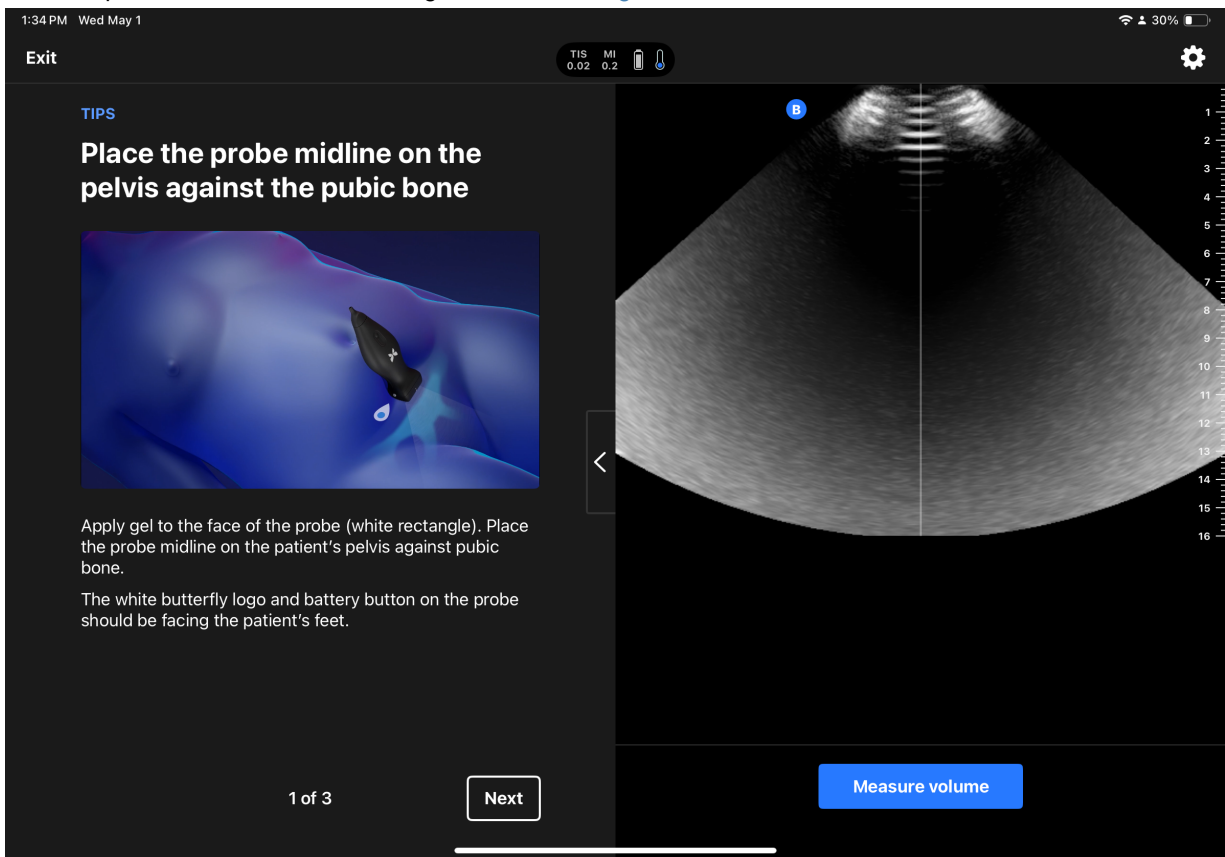 1:34 PM Wed May 1
30%
Exit
TIS MI
0.02 0.2
TIPS
Place the probe midline on the
pelvis against the pubic bone
Apply gel to the face of the probe (white rectangle). Place
the probe midline on the patient's pelvis against pubic
bone.
The white butterfly logo and battery button on the probe
should be facing the patient's feet.
1 of 3
Next
B
1
2
3
4
5
6
7
8
9
10
11
12
13
14
15
16
Measure volume